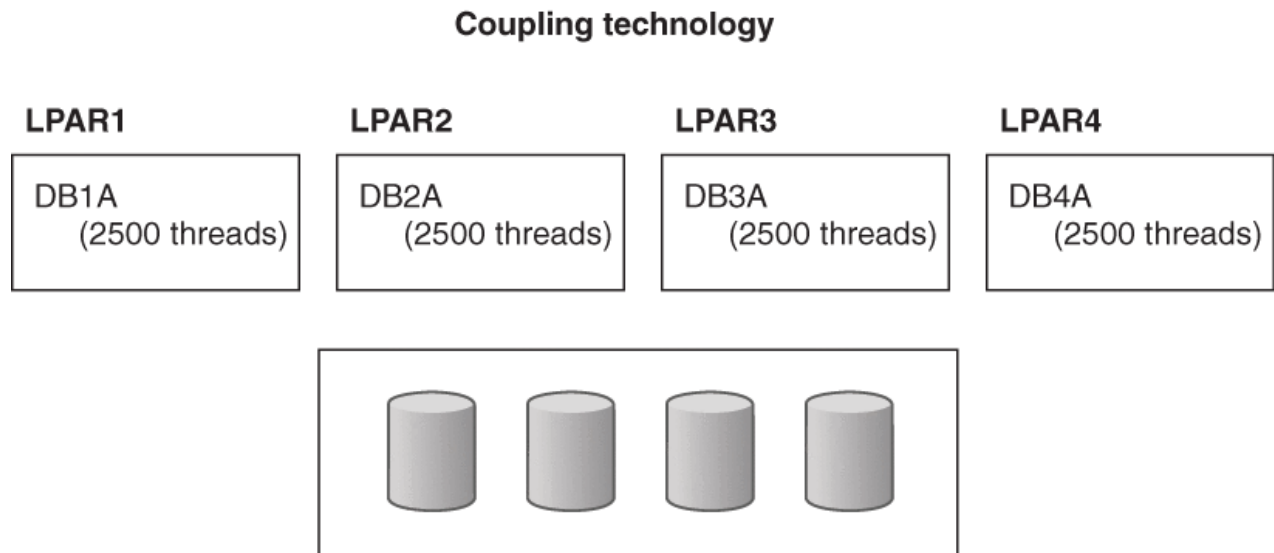 Coupling technology
LPAR1
LPAR2
LPAR3
LPAR4
DB1A
(2500 threads)
DB2A
(2500 threads)
DB3A
(2500 threads)
DB4A
(2500 threads)